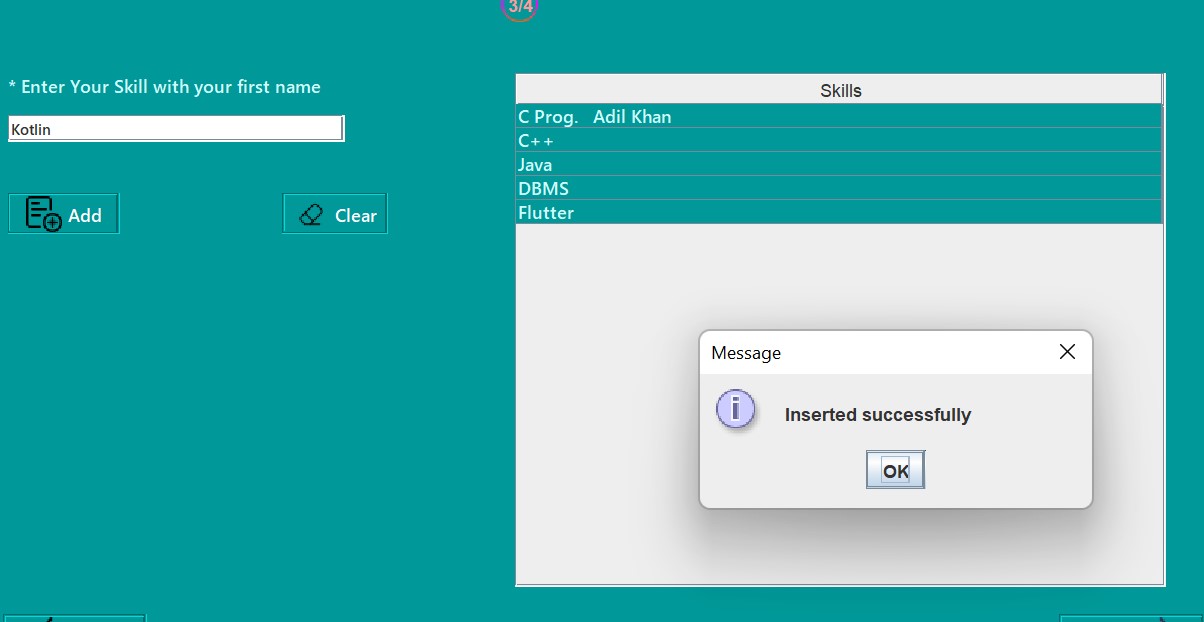 3/4
* Enter Your Skill with your first name
Kotlin
Add
Clear
Skills
C Prog.   Adil Khan
C++
Java
DBMS
Flutter
Message
Inserted successfully
OK